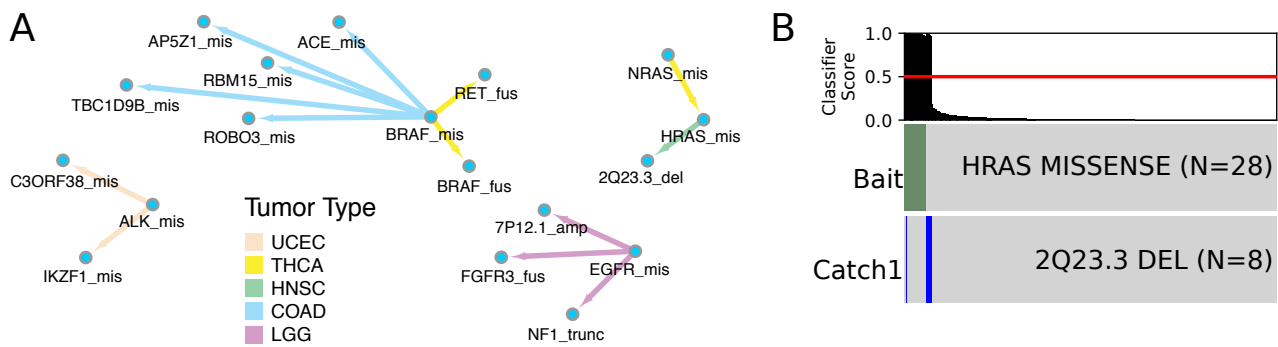 A
AP5Z1_mis
ACE_mis
RBM15_mis
TBC1D9B_mis
ROBO3_mis
BRAF_mis
RET_fus
BRAF_fus
NRAS_mis
HRAS_mis
2Q23.3_del
C3ORF38_mis
ALK_mis
IKZF1_mis
7P12.1_amp
FGFR3_fus
EGFR_mis
NF1_trunc
Tumor Type
UCEC
THCA
HNSC
COAD
LGG
B
Classifier
Score
1.0
0.5
0.0
Bait
HRAS MISSENSE (N=28)
Catch1
2Q23.3 DEL (N=8)